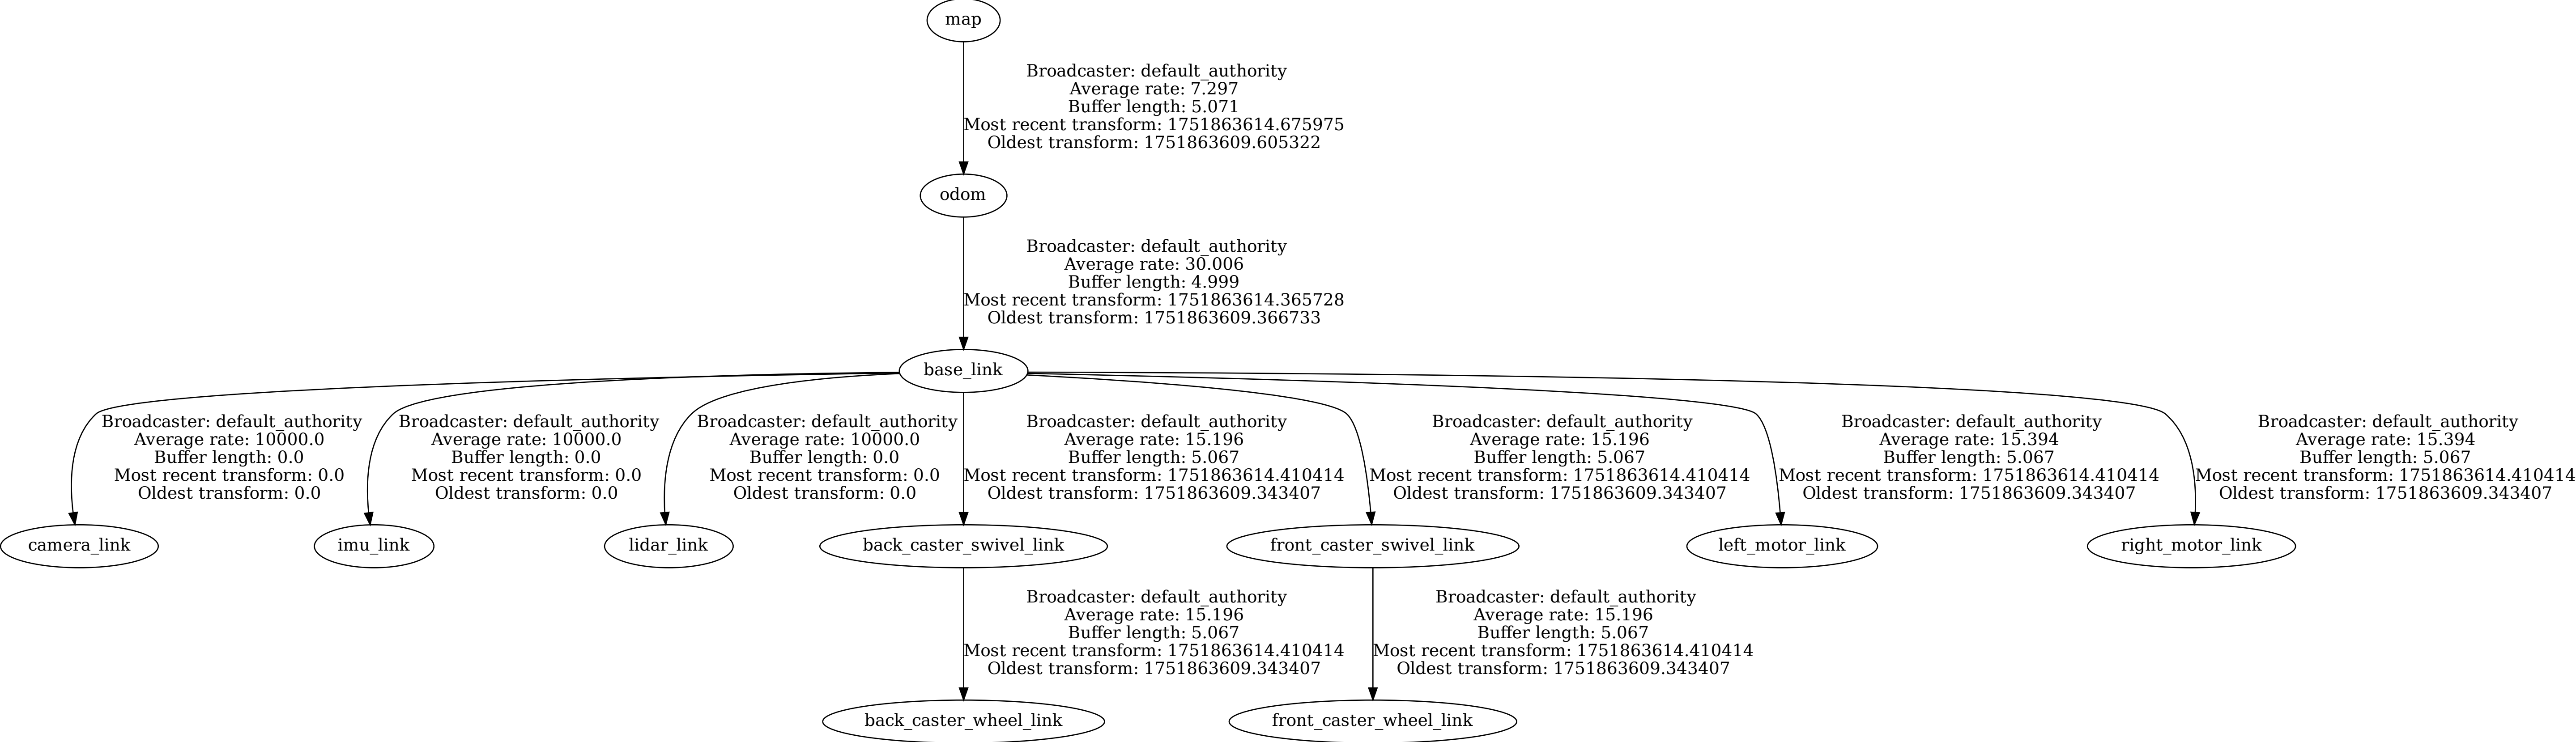 map
Broadcaster: default_authority
Average rate: 7.297
Buffer length: 5.071
Most recent transform: 1751863614.675975
Oldest transform: 1751863609.605322
odom
Broadcaster: default_authority
Average rate: 30.006
Buffer length: 4.999
Most recent transform: 1751863614.365728
Oldest transform: 1751863609.366733
base_link
Broadcaster: default_authority
Average rate: 10000.0
Buffer length: 0.0
Most recent transform: 0.0
Oldest transform: 0.0
Broadcaster: default_authority
Average rate: 10000.0
Buffer length: 0.0
Most recent transform: 0.0
Oldest transform: 0.0
Broadcaster: default_authority
Average rate: 10000.0
Buffer length: 0.0
Most recent transform: 0.0
Oldest transform: 0.0
Broadcaster: default_authority
Average rate: 15.196
Buffer length: 5.067
Most recent transform: 1751863614.410414
Oldest transform: 1751863609.343407
Broadcaster: default_authority
Average rate: 15.196
Buffer length: 5.067
Most recent transform: 1751863614.410414
Oldest transform: 1751863609.343407
Broadcaster: default_authority
Average rate: 15.394
Buffer length: 5.067
Most recent transform: 1751863614.410414
Oldest transform: 1751863609.343407
Broadcaster: default_authority
Average rate: 15.394
Buffer length: 5.067
Most recent transform: 1751863614.410414
Oldest transform: 1751863609.343407
camera_link
imu_link
lidar_link
back_caster_swivel_link
front_caster_swivel_link
left_motor_link
right_motor_link
Broadcaster: default_authority
Average rate: 15.196
Buffer length: 5.067
Most recent transform: 1751863614.410414
Oldest transform: 1751863609.343407
Broadcaster: default_authority
Average rate: 15.196
Buffer length: 5.067
Most recent transform: 1751863614.410414
Oldest transform: 1751863609.343407
back_caster_wheel_link
front_caster_wheel_link